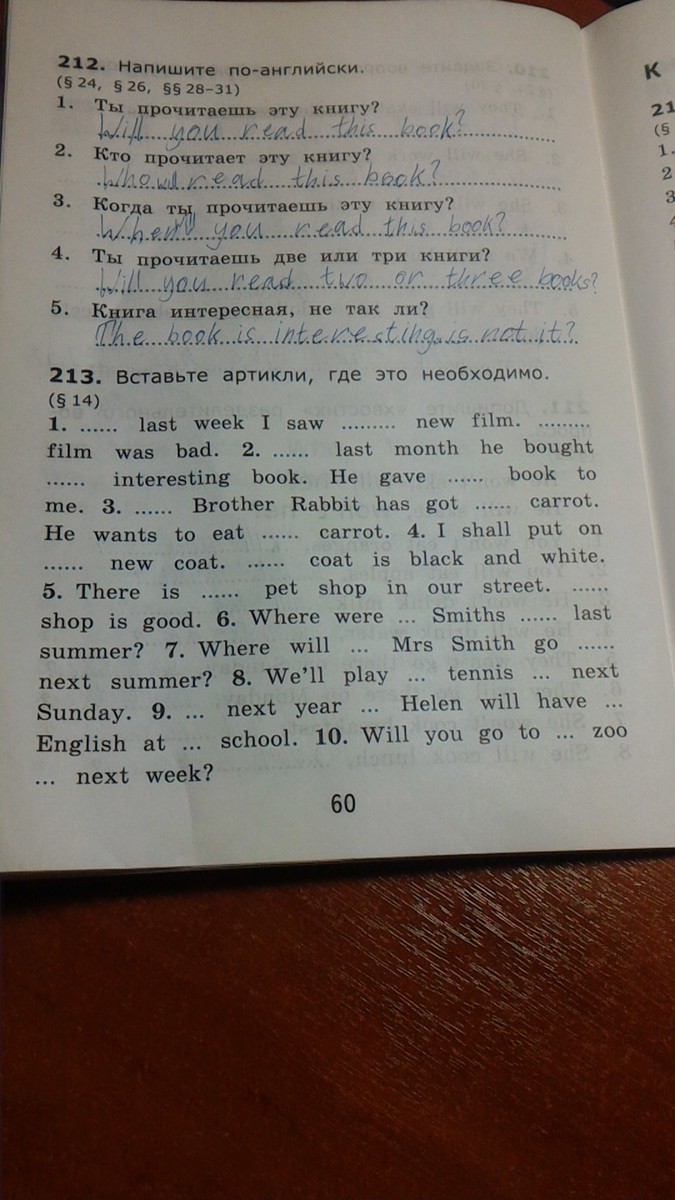 212. Напишите по-английски.
(§ 24, § 26, §§ 28–31)
1. Ты прочитаешь эту книгу?
Will you read this book?
2. Кто прочитает эту книгу?
Who will read this book?
3. Когда ты прочитаешь эту книгу?
When will you read this book?
4. Ты прочитаешь две или три книги?
Will you read two or three books?
5. Книга интересная, не так ли?
The book is interesting, is not it?
213. Вставьте артикли, где это необходимо.
(§ 14)
1. ...... last week I saw ......... new film. .........
film was bad. 2. ...... last month he bought
...... interesting book. He gave ...... book to
me. 3. ...... Brother Rabbit has got ...... carrot.
He wants to eat ...... carrot. 4. I shall put on
...... new coat. ...... coat is black and white.
5. There is ...... pet shop in our street. ......
shop is good. 6. Where were ... Smiths ...... last
summer? 7. Where will ... Mrs Smith go ......
next summer? 8. We'll play ... tennis ... next
Sunday. 9. ... next year ... Helen will have ...
English at ... school. 10. Will you go to ... zoo
... next week?
60
К